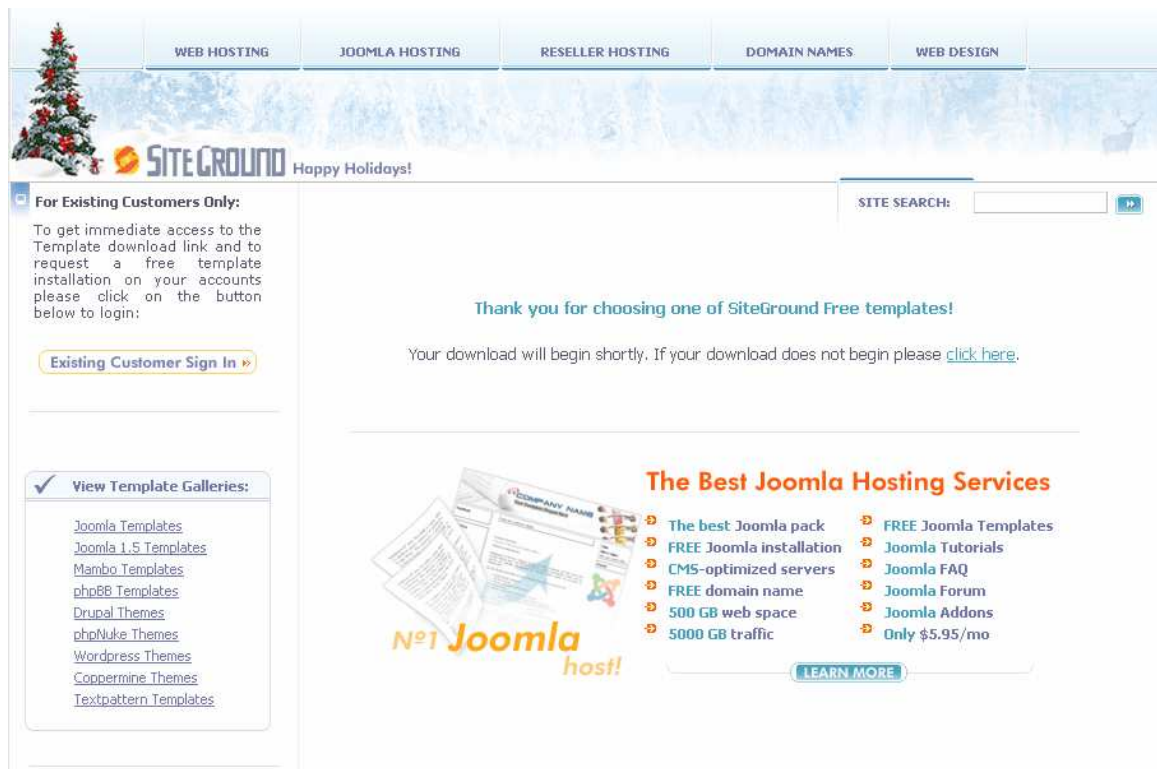 WEB HOSTING JOOMLA HOSTING RESELLER HOSTING DOMAIN NAMES WEB DESIGN
SITEGROUND Happy Holidays!
For Existing Customers Only:
To get immediate access to the
Template download link and to
request a free template
installation on your accounts
please click on the button
below to login:
Existing Customer Sign In »
View Template Galleries:
Joomla Templates
Joomla 1.5 Templates
Mambo Templates
phpBB Templates
Drupal Themes
phpNuke Themes
Wordpress Themes
Coppermine Themes
Textpattern Templates
SITE SEARCH:
Thank you for choosing one of SiteGround Free templates!
Your download will begin shortly. If your download does not begin please click here.
COMPANY NAME
Nº1 Joomla
host!
The Best Joomla Hosting Services
The best Joomla pack
FREE Joomla installation
CMS-optimized servers
FREE domain name
500 GB web space
5000 GB traffic
FREE Joomla Templates
Joomla Tutorials
Joomla FAQ
Joomla Forum
Joomla Addons
Only $5.95/mo
LEARN MORE